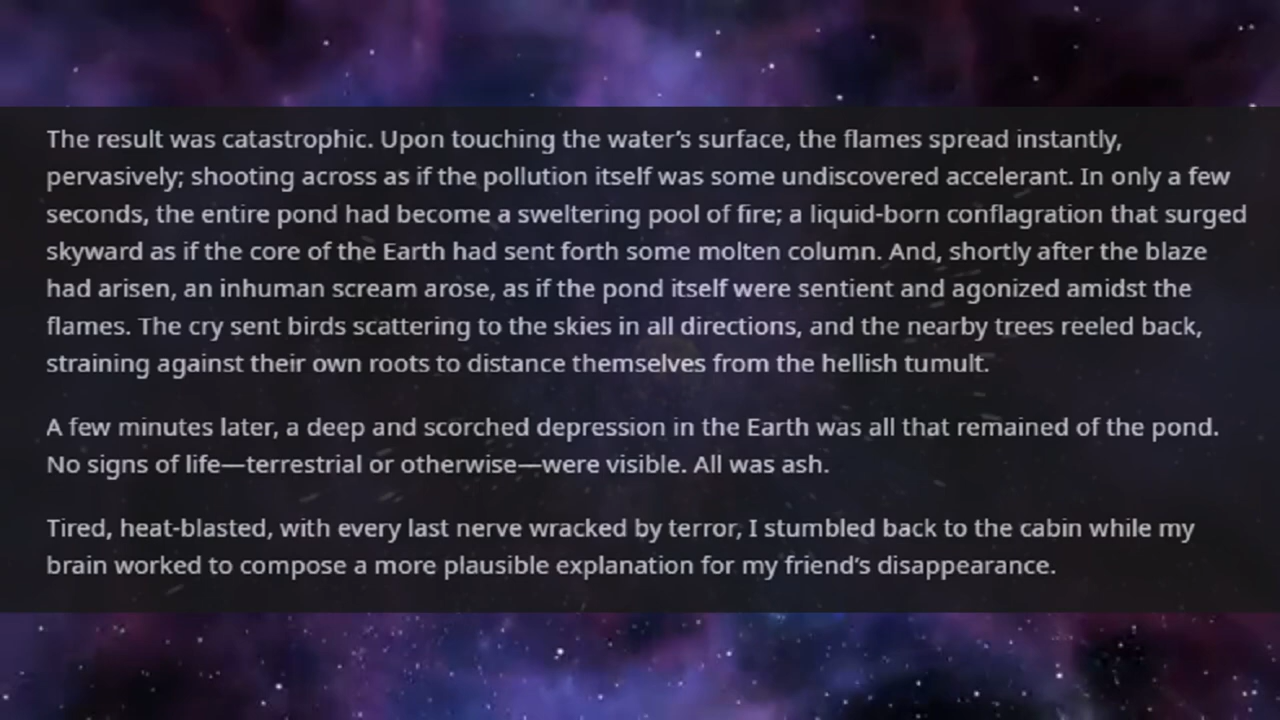 The result was catastrophic. Upon touching the water’s surface, the flames spread instantly,
pervasively; shooting across as if the pollution itself was some undiscovered accelerant. In only a few
seconds, the entire pond had become a sweltering pool of fire; a liquid-born conflagration that surged
skyward as if the core of the Earth had sent forth some molten column. And, shortly after the blaze
had arisen, an inhuman scream arose, as if the pond itself were sentient and agonized amidst the
flames. The cry sent birds scattering to the skies in all directions, and the nearby trees reeled back,
straining against their own roots to distance themselves from the hellish tumult.
A few minutes later, a deep and scorched depression in the Earth was all that remained of the pond.
No signs of life—terrestrial or otherwise—were visible. All was ash.
Tired, heat-blasted, with every last nerve wracked by terror, I stumbled back to the cabin while my
brain worked to compose a more plausible explanation for my friend’s disappearance.